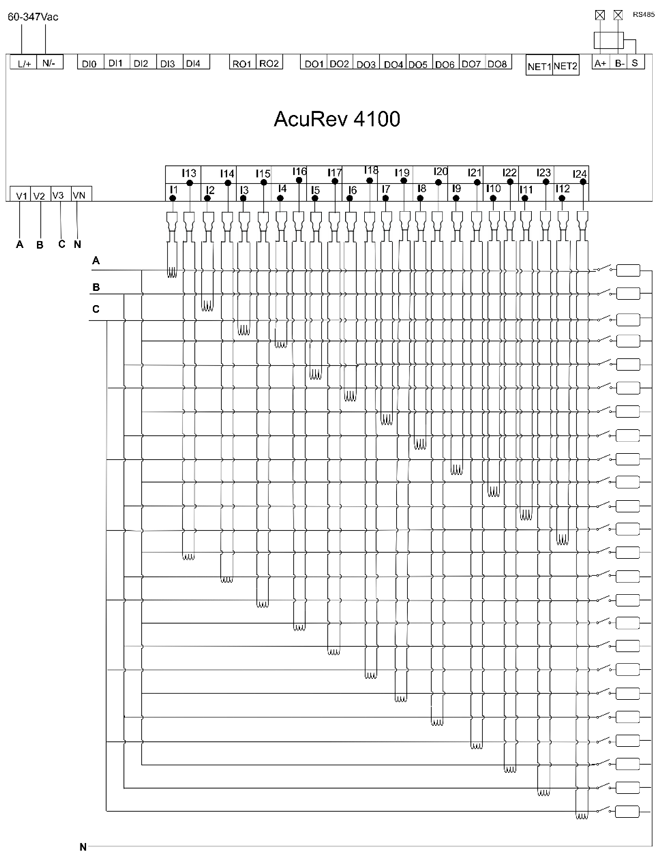 60-347Vac
RS485
L/+ N/- DI0 DI1 DI2 DI3 DI4 RO1 RO2 DO1 DO2 DO3 DO4 DO5 DO6 DO7 DO8 NET1 NET2 A+ B- S
AcuRev 4100
I13 I14 I15 I16 I17 I18 I19 I20 I21 I22 I23 I24
V1 V2 V3 VN I1 I2 I3 I4 I5 I6 I7 I8 I9 I10 I11 I12
A B C N
A
B
C
N